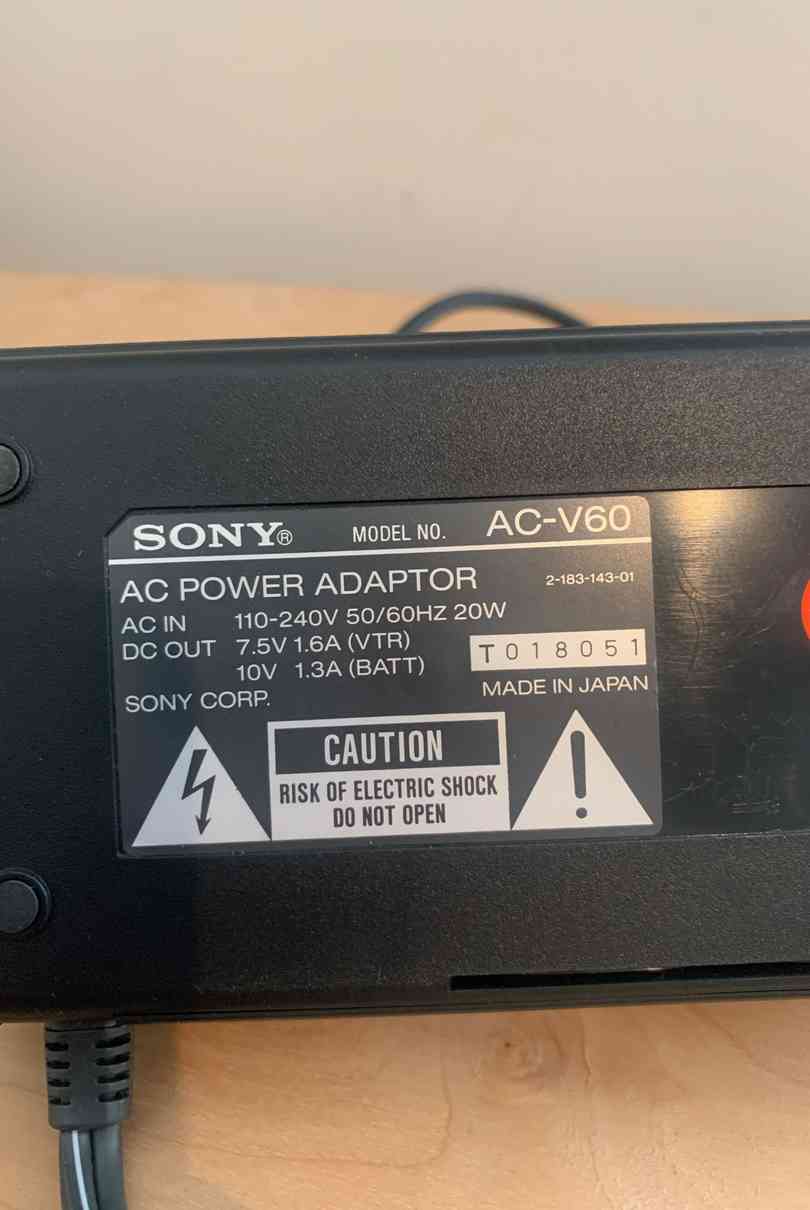 SONY® MODEL NO. AC-V60
AC POWER ADAPTOR 2-183-143-01
AC IN 110-240V 50/60HZ 20W
DC OUT 7.5V 1.6A (VTR)
T018051
10V 1.3A (BATT)
SONY CORP. MADE IN JAPAN
CAUTION
RISK OF ELECTRIC SHOCK
DO NOT OPEN